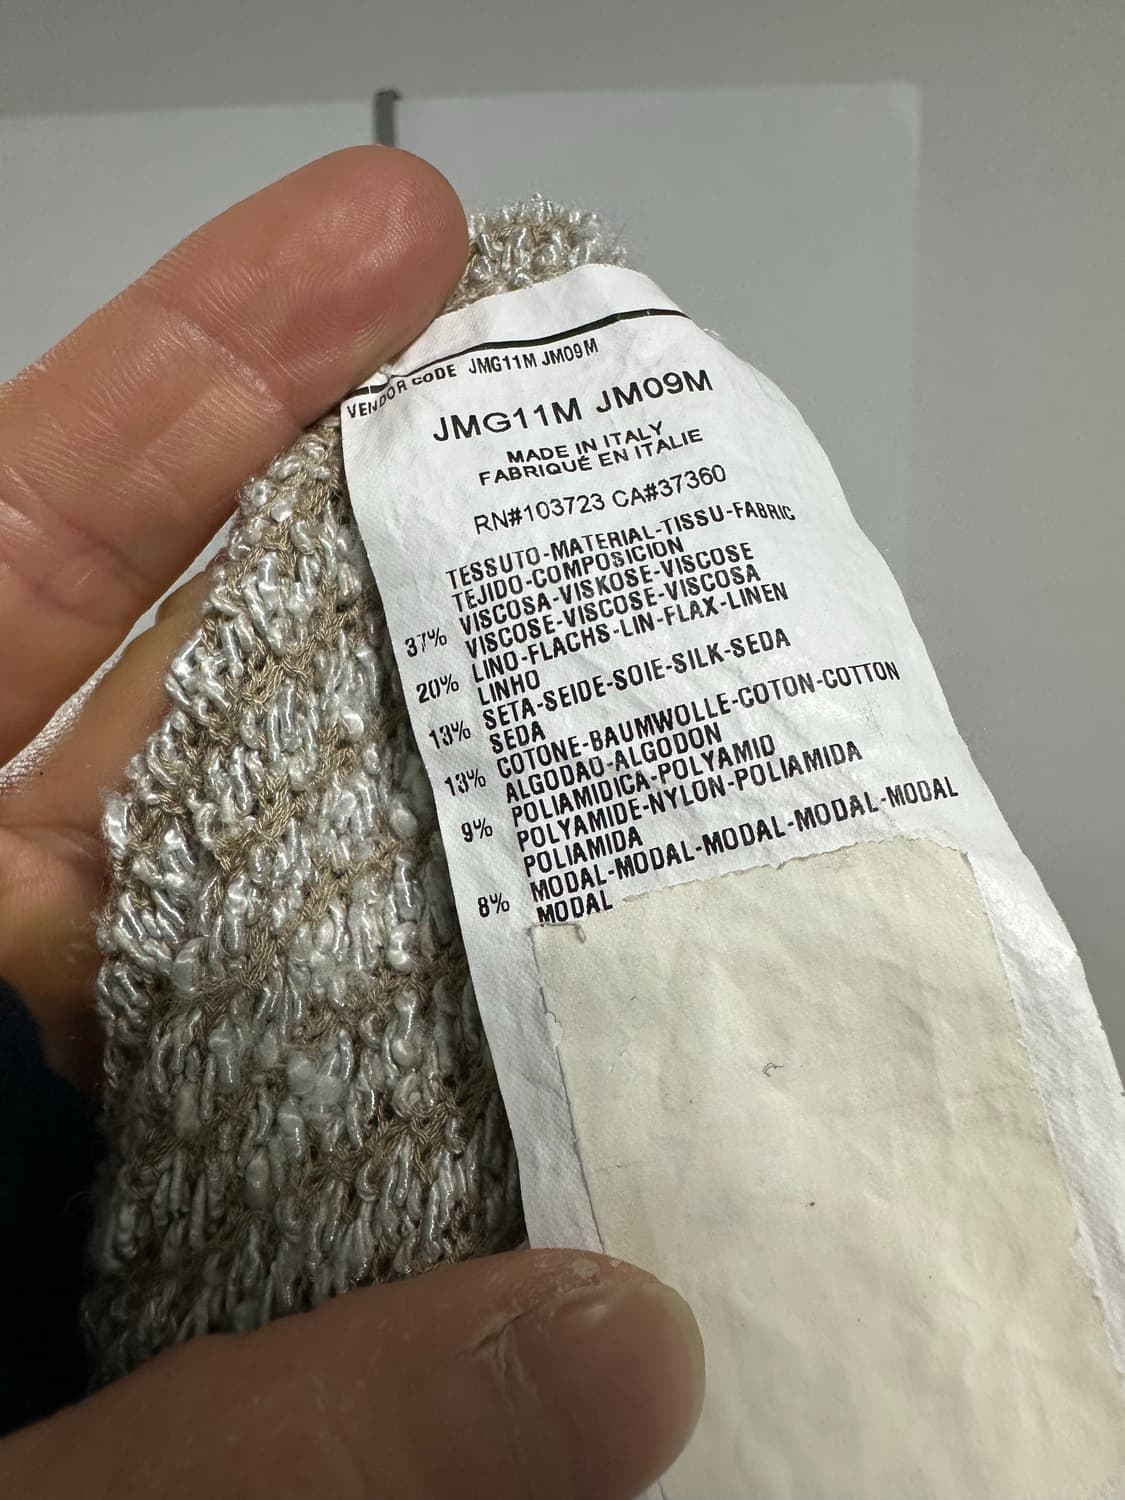 VENDOR CODE JMG11M JM09M
JMG11M JM09M
MADE IN ITALY
FABRIQUÉ EN ITALIE
RN#103723 CA#37360
TESSUTO-MATERIAL-TISSU-FABRIC
TEJIDO-COMPOSICION
VISCOSA-VISKOSE-VISCOSE
37% VISCOSE-VISCOSE-VISCOSA
LINO-FLACHS-LIN-FLAX-LINEN
20% LINHO
SETA-SEIDE-SOIE-SILK-SEDA
13% SEDA
COTONE-BAUMWOLLE-COTON-COTTON
13% ALGODAO-ALGODON
POLIAMIDICA-POLYAMID
9% POLYAMIDE-NYLON-POLIAMIDA
POLIAMIDA
MODAL-MODAL-MODAL-MODAL-MODAL
8% MODAL